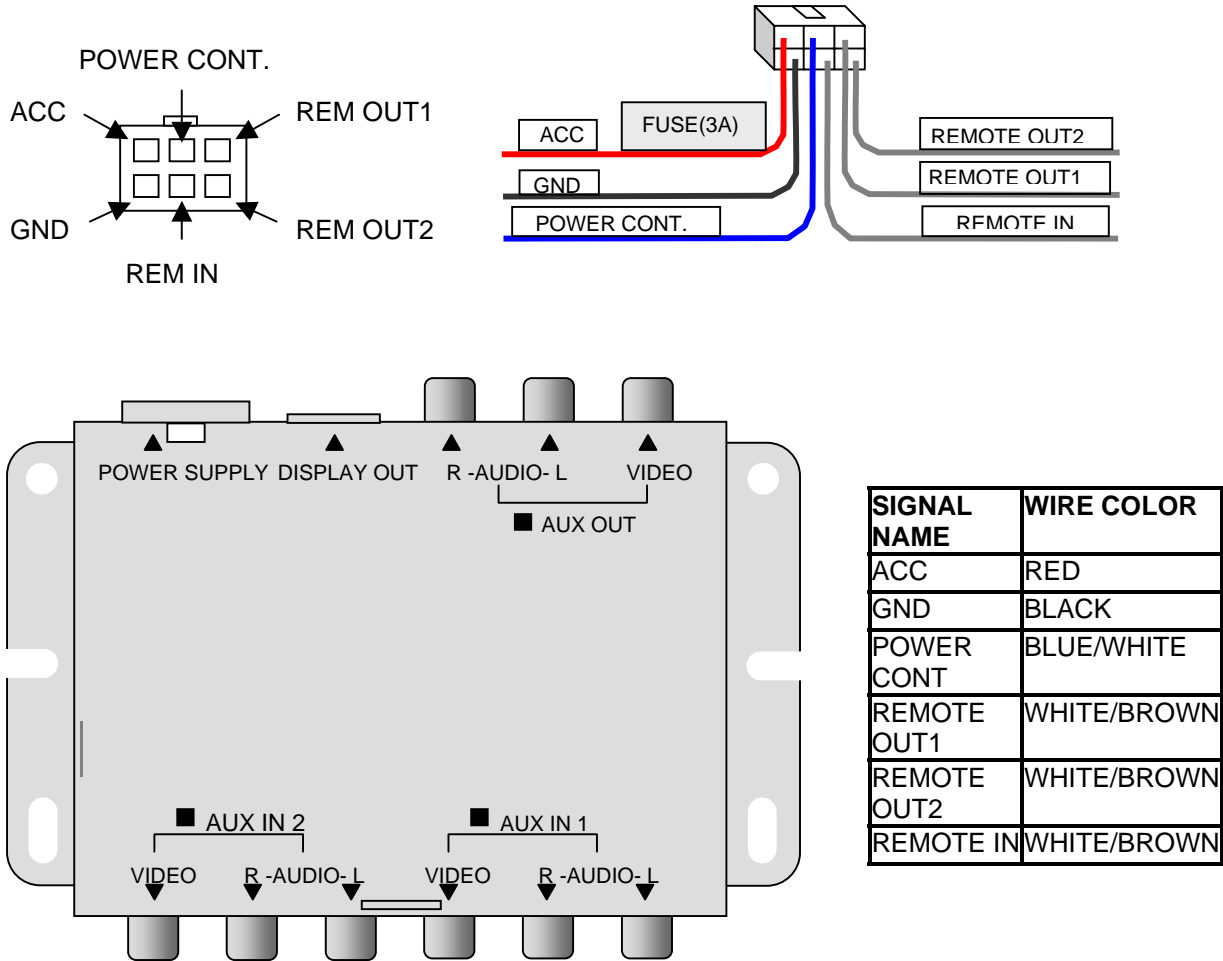 POWER CONT.
ACC
REM OUT1
GND
REM OUT2
REM IN
ACC
FUSE(3A)
GND
POWER CONT.
REMOTE OUT2
REMOTE OUT1
REMOTE IN
POWER SUPPLY
DISPLAY OUT
R -AUDIO- L
VIDEO
■ AUX OUT
■ AUX IN 2
■ AUX IN 1
VIDEO
R -AUDIO- L
VIDEO
R -AUDIO- L
SIGNAL
NAME
WIRE COLOR
ACC
RED
GND
BLACK
POWER
CONT
BLUE/WHITE
REMOTE
OUT1
WHITE/BROWN
REMOTE
OUT2
WHITE/BROWN
REMOTE IN
WHITE/BROWN